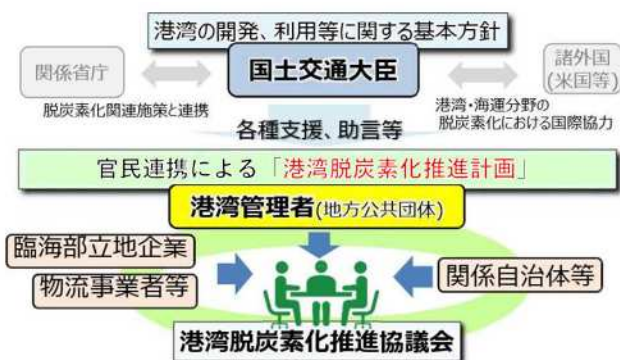 港湾の開発、利用等に関する基本方針
関係省庁
国土交通大臣
諸外国
(米国等)
脱炭素化関連施策と連携
港湾・海運分野の
脱炭素化における国際協力
各種支援、助言等
官民連携による「港湾脱炭素化推進計画」
港湾管理者(地方公共団体)
臨海部立地企業
物流事業者等
関係自治体等
港湾脱炭素化推進協議会